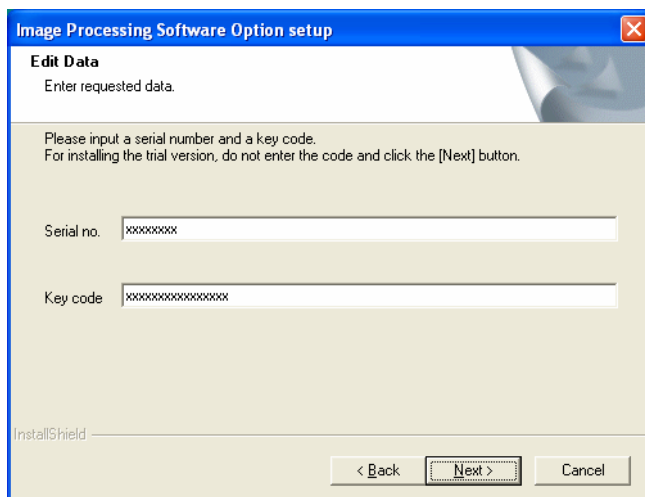 Image Processing Software Option setup
Edit Data
Enter requested data.
Please input a serial number and a key code.
For installing the trial version, do not enter the code and click the [Next] button.
Serial no. xxxxxxxx
Key code xxxxxxxxxxxxxxxx
InstallShield
< Back Next > Cancel